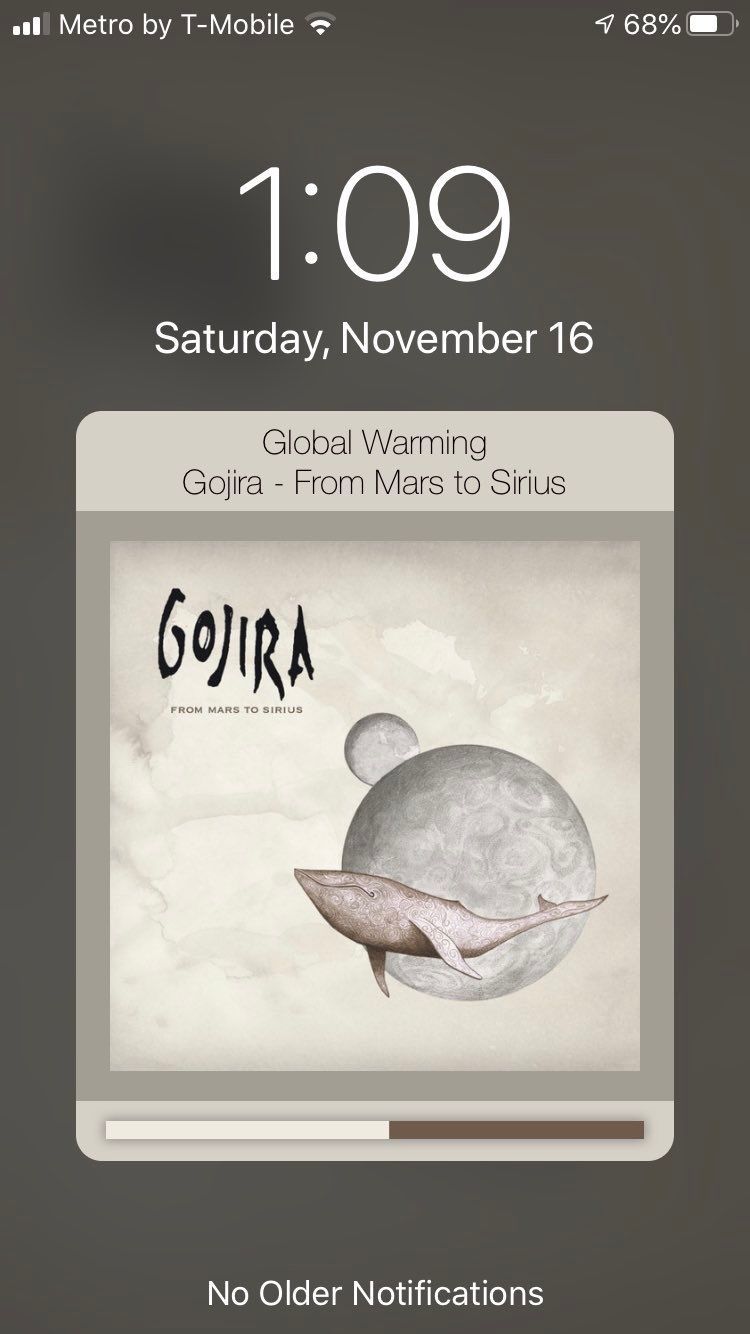 Metro by T-Mobile 68%
1:09
Saturday, November 16
Global Warming
Gojira - From Mars to Sirius
GOJIRA
FROM MARS TO SIRIUS
No Older Notifications